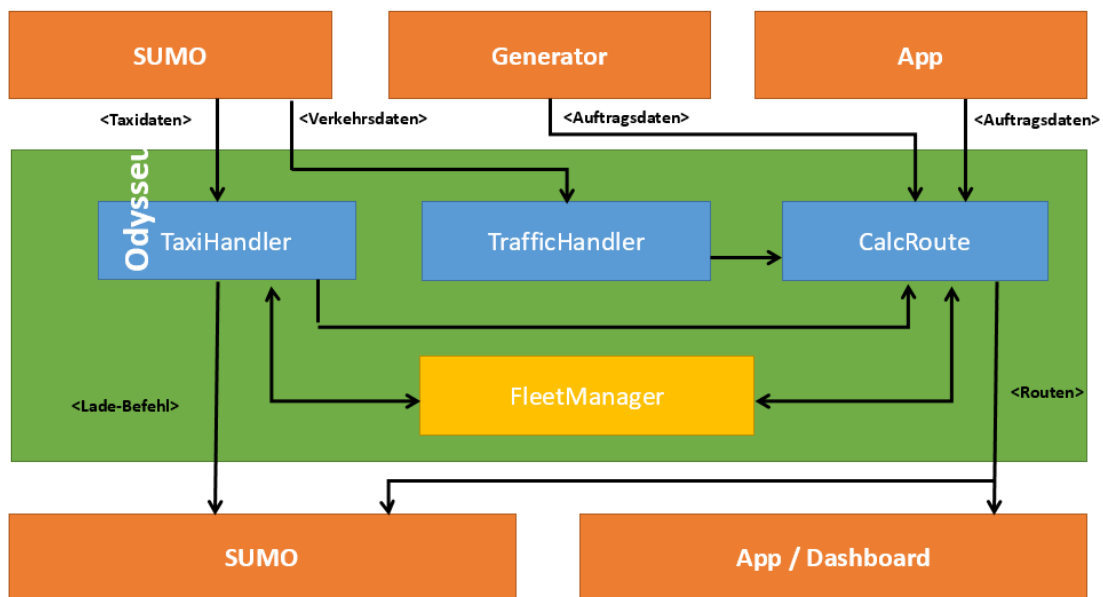 SUMO
Generator
App
<Taxidaten>
<Verkehrsdaten>
<Auftragsdaten>
<Auftragsdaten>
Odysseu
TaxiHandler
TrafficHandler
CalcRoute
FleetManager
<Lade-Befehl>
<Routen>
SUMO
App / Dashboard